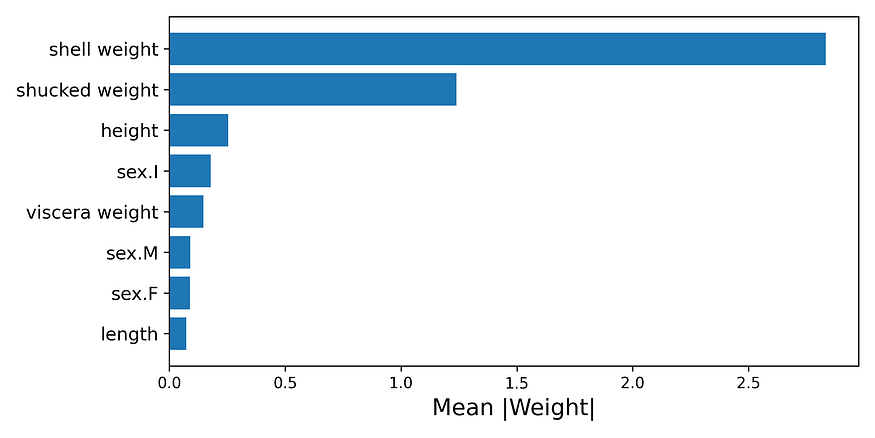 shell weight
shucked weight
height
sex.I
viscera weight
sex.M
sex.F
length
0.0 0.5 1.0 1.5 2.0 2.5
Mean |Weight|